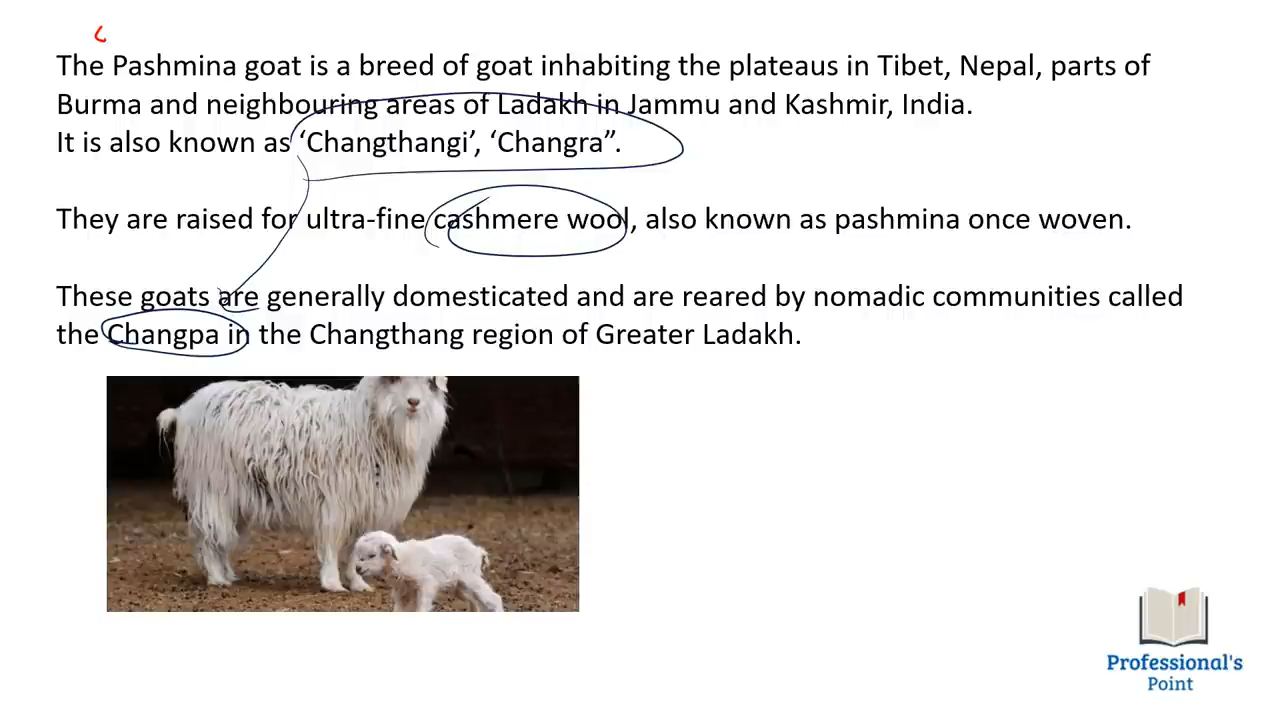 The Pashmina goat is a breed of goat inhabiting the plateaus in Tibet, Nepal, parts of
Burma and neighbouring areas of Ladakh in Jammu and Kashmir, India.
It is also known as ‘Changthangi’, ‘Changra”.
They are raised for ultra-fine cashmere wool, also known as pashmina once woven.
These goats are generally domesticated and are reared by nomadic communities called
the Changpa in the Changthang region of Greater Ladakh.
Professional's
Point